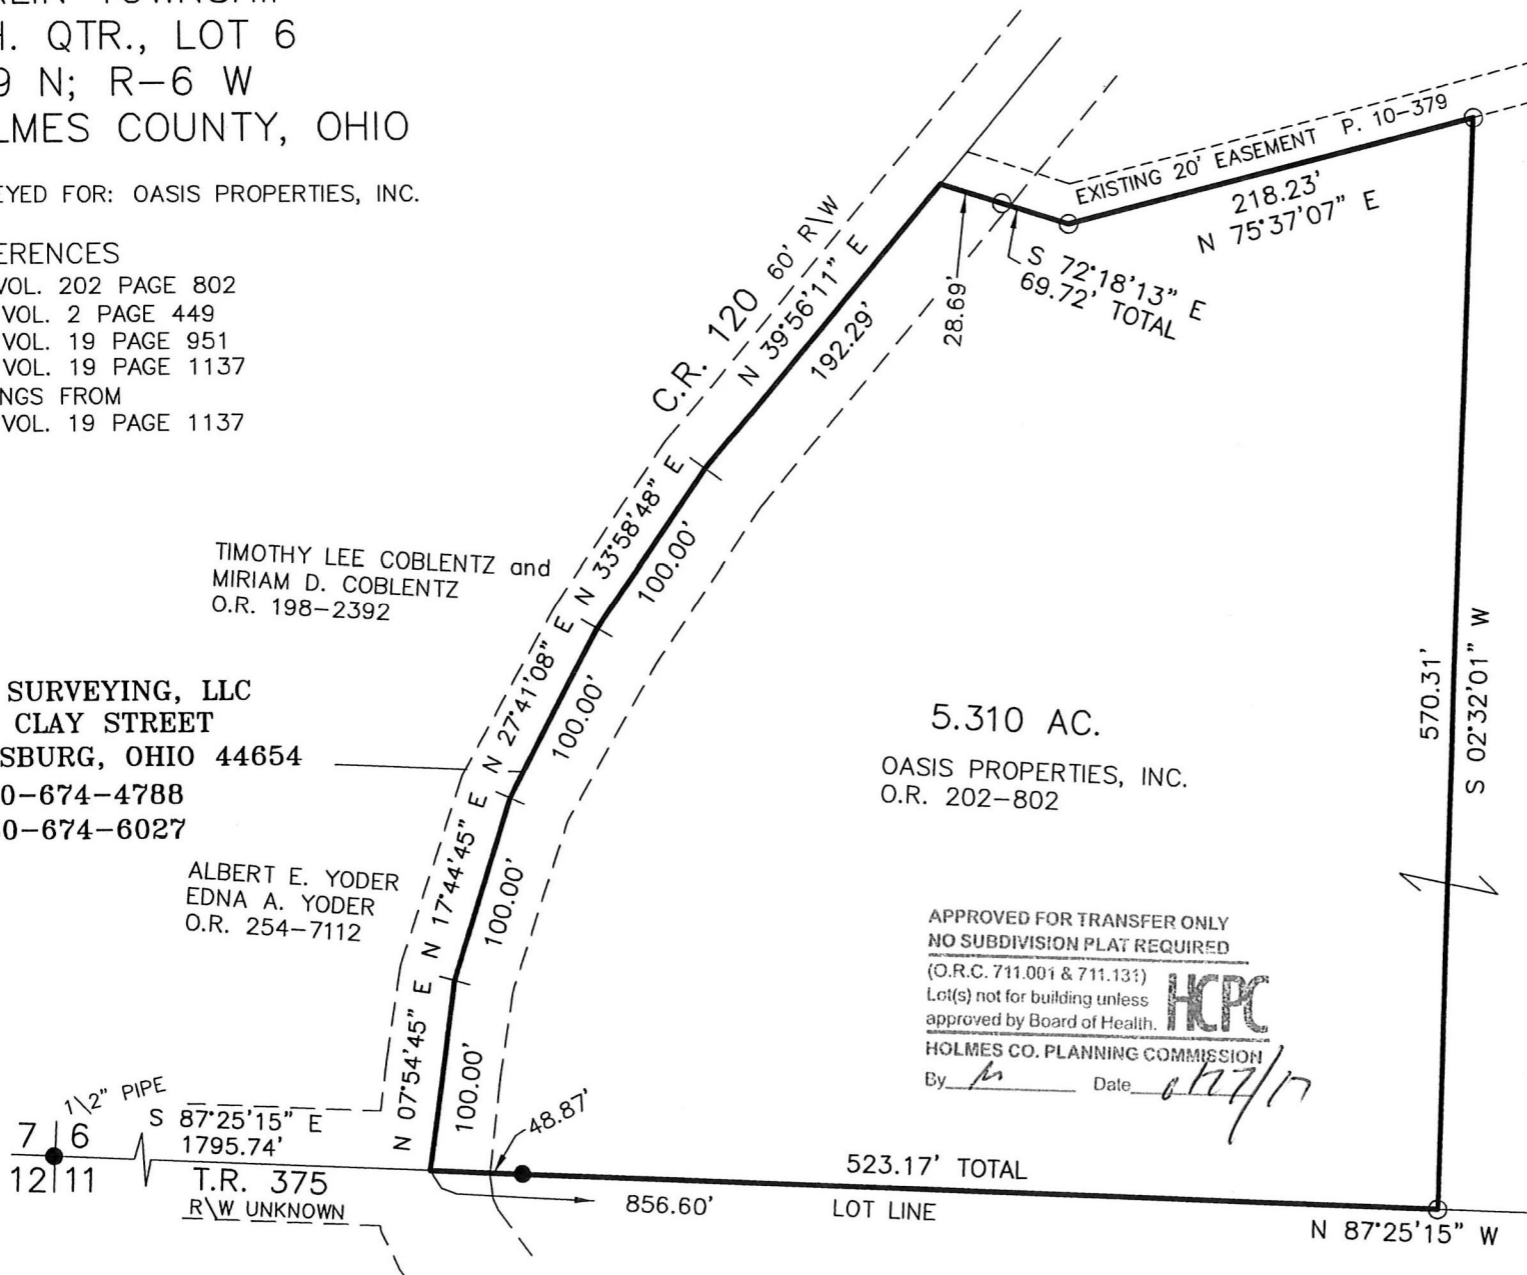 TOWNSHIP
QTR., LOT 6
9 N; R-6 W
COUNTY, OHIO
FOR: OASIS PROPERTIES, INC.
VOL. 202 PAGE 802
VOL. 2 PAGE 449
VOL. 19 PAGE 951
VOL. 19 PAGE 1137
FROM
VOL. 19 PAGE 1137
EXISTING 20' EASEMENT P. 10-379
218.23'
N 75°37'07" E
S 72°18'13" E
69.72' TOTAL
28.69'
C.R. 120 60' R\W
N 39°56'11" E
192.29'
N 33°58'48" E
100.00'
TIMOTHY LEE COBLENTZ and
MIRIAM D. COBLENTZ
O.R. 198-2392
N 27°41'08" E
100.00'
SURVEYING, LLC
CLAY STREET
SBURG, OHIO 44654
0-674-4788
0-674-6027
N 17°44'45" E
100.00'
ALBERT E. YODER
EDNA A. YODER
O.R. 254-7112
N 07°54'45" E
100.00'
5.310 AC.
OASIS PROPERTIES, INC.
O.R. 202-802
570.31'
S 02°32'01" W
APPROVED FOR TRANSFER ONLY
NO SUBDIVISION PLAT REQUIRED
(O.R.C. 711.001 & 711.131)
Lot(s) not for building unless
approved by Board of Health.
HCPC
HOLMES CO. PLANNING COMMISSION
By Date
1\2" PIPE
7 6
12 11
S 87°25'15" E
1795.74'
T.R. 375
R\W UNKNOWN
48.87'
856.60'
523.17' TOTAL
LOT LINE
N 87°25'15" W